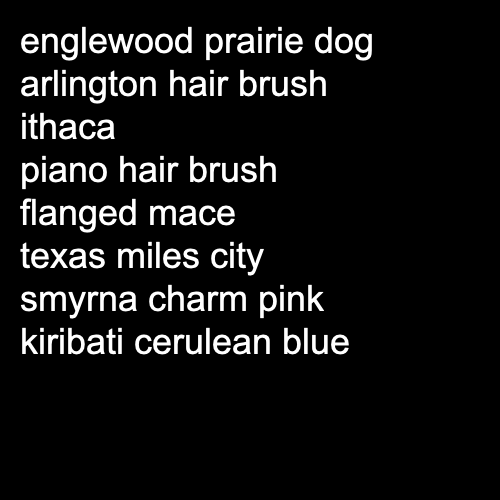 englewood prairie dog
arlington hair brush
ithaca
piano hair brush
flanged mace
texas miles city
smyrna charm pink
kiribati cerulean blue